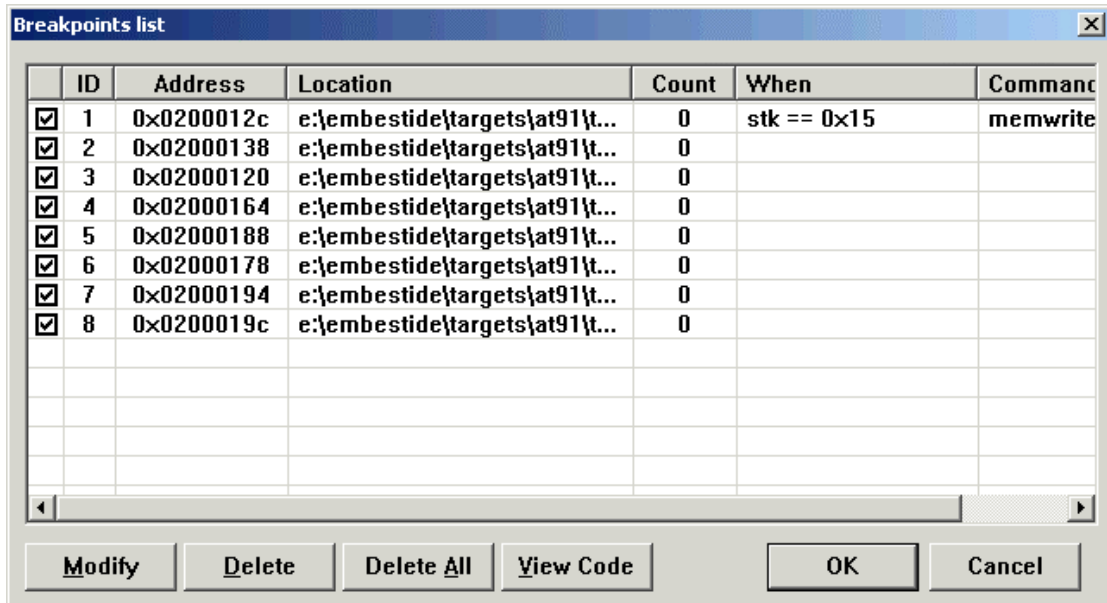 Breakpoints list
ID Address Location Count When Command
1 0x0200012c e:\embestide\targets\at91\t... 0 stk == 0x15 memwrite
2 0x02000138 e:\embestide\targets\at91\t... 0
3 0x02000120 e:\embestide\targets\at91\t... 0
4 0x02000164 e:\embestide\targets\at91\t... 0
5 0x02000188 e:\embestide\targets\at91\t... 0
6 0x02000178 e:\embestide\targets\at91\t... 0
7 0x02000194 e:\embestide\targets\at91\t... 0
8 0x0200019c e:\embestide\targets\at91\t... 0
Modify Delete Delete All View Code OK Cancel